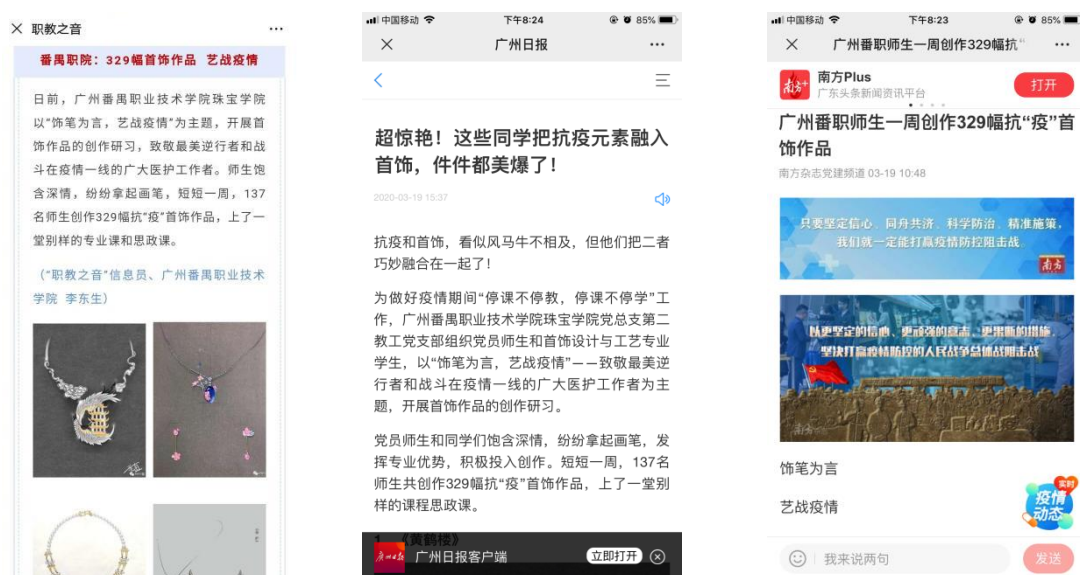 职教之音
番禺职院：329幅首饰作品 艺战疫情
日前，广州番禺职业技术学院珠宝学院
以“饰笔为言，艺战疫情”为主题，开展首
饰作品的创作研习，致敬最美逆行者和战
斗在疫情一线的广大医护工作者。师生饱
含深情，纷纷拿起画笔，短短一周，137
名师生创作329幅抗“疫”首饰作品，上了一
堂别样的专业课和思政课。
（“职教之音”信息员、广州番禺职业技术
学院 李东生）
中国移动 下午8:24 85%
广州日报
超惊艳！这些同学把抗疫元素融入
首饰，件件都美爆了！
2020-03-19 15:37
抗疫和首饰，看似风马牛不相及，但他们把二者
巧妙融合在一起了！
为做好疫情期间“停课不停教，停课不停学”工
作，广州番禺职业技术学院珠宝学院党总支第二
教工党支部组织党员师生和首饰设计与工艺专业
学生，以“饰笔为言，艺战疫情”——致敬最美逆
行者和战斗在疫情一线的广大医护工作者为主
题，开展首饰作品的创作研习。
党员师生和同学们饱含深情，纷纷拿起画笔，发
挥专业优势，积极投入创作。短短一周，137名
师生共创作329幅抗“疫”首饰作品，上了一堂别
样的课程思政课。
1、《黄鹤楼》
广州日报
广州日报客户端
立即打开
中国移动 下午8:23 85%
广州番职师生一周创作329幅抗“
南方+
南方Plus
广东头条新闻资讯平台
打开
广州番职师生一周创作329幅抗“疫”首
饰作品
南方杂志党建频道 03-19 10:48
只要坚定信心、同舟共济、科学防治、精准施策，
我们就一定能打赢疫情防控阻击战。
南方
以更坚定的信心、更顽强的意志、更果断的措施，
坚决打赢疫情防控的人民战争总体战阻击战
饰笔为言
艺战疫情
实时
疫情
动态
我来说两句
发送